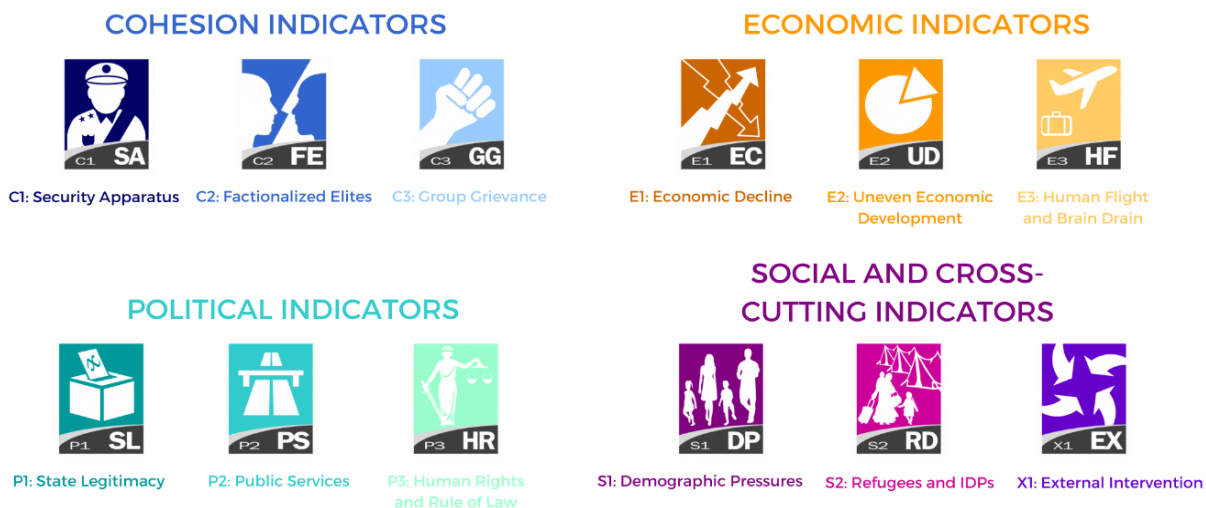 COHESION INDICATORS
C1 SA
C2 FE
C3 GG
C1: Security Apparatus
C2: Factionalized Elites
C3: Group Grievance
ECONOMIC INDICATORS
E1 EC
E2 UD
E3 HF
E1: Economic Decline
E2: Uneven Economic
Development
E3: Human Flight
and Brain Drain
POLITICAL INDICATORS
P1 SL
P2 PS
P3 HR
P1: State Legitimacy
P2: Public Services
P3: Human Rights
and Rule of Law
SOCIAL AND CROSS-
CUTTING INDICATORS
S1 DP
S2 RD
X1 EX
S1: Demographic Pressures
S2: Refugees and IDPs
X1: External Intervention